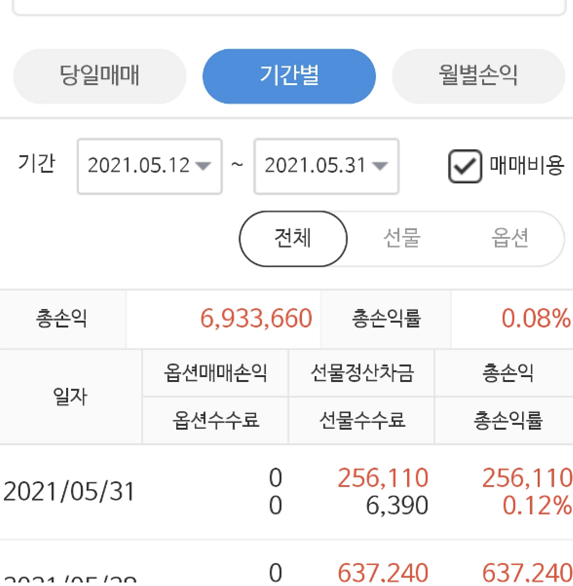 당일매매 기간별 월별손익
기간 2021.05.12 ~ 2021.05.31 매매비용
전체 선물 옵션
총손익 6,933,660 총손익률 0.08%
일자 옵션매매손익 선물정산차금 총손익
옵션수수료 선물수수료 총손익률
2021/05/31 0 256,110 256,110
0 6,390 0.12%
2021/05/28 0 637,240 637,240